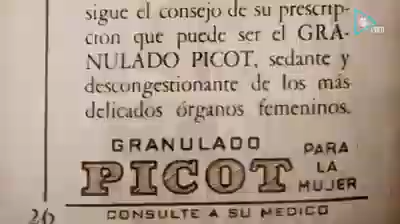 sigue el consejo de su prescrip-
ción que puede ser el GRA-
NULADO PICOT, sedante y
descongestionante de los más
delicados órganos femeninos.
GRANULADO
PICOT
PARA
LA
MUJER
26
CONSULTE A SU MEDICO